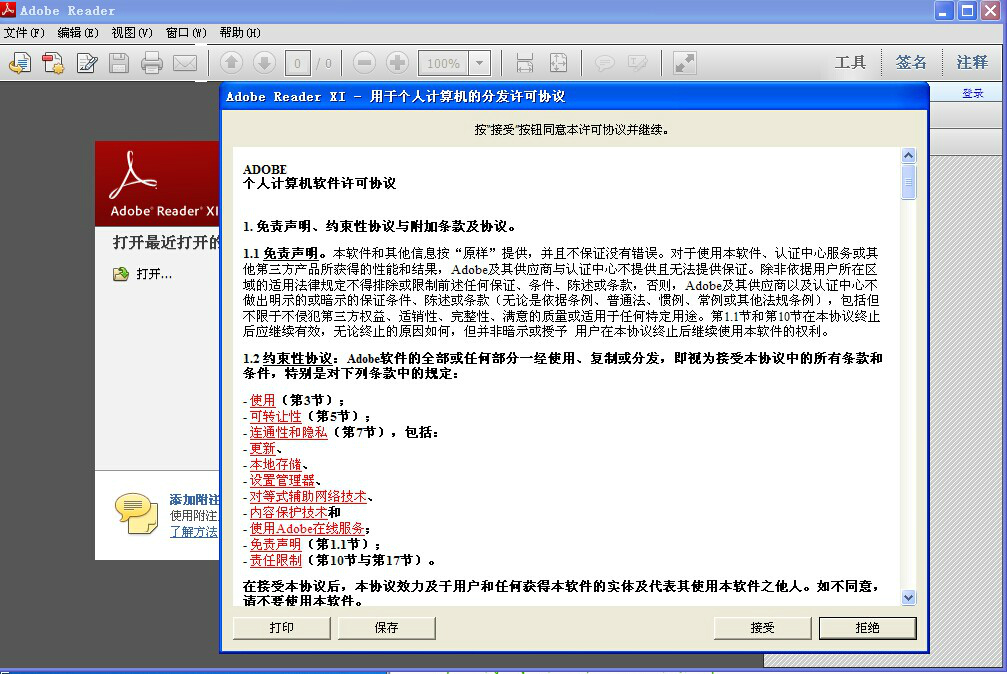 Adobe Reader
文件(F) 编辑(E) 视图(V) 窗口(W) 帮助(H)
0 / 0 100% 工具 签名 注释
登录
Adobe Reader XI - 用于个人计算机的分发许可协议
按"接受"按钮同意本许可协议并继续。
ADOBE
个人计算机软件许可协议
1. 免责声明、约束性协议与附加条款及协议。
1.1 免责声明。本软件和其他信息按“原样”提供，并且不保证没有错误。对于使用本软件、认证中心服务或其
他第三方产品所获得的性能和结果，Adobe及其供应商与认证中心不提供且无法提供保证。除非依据用户所在区
域的适用法律规定不得排除或限制前述任何保证、条件、陈述或条款，否则，Adobe及其供应商以及认证中心不
做出明示的或暗示的保证条件、陈述或条款（无论是依据条例、普通法、惯例、常例或其他法规条例），包括但
不限于不侵犯第三方权益、适销性、完整性、满意的质量或适用于任何特定用途。第1.1节和第10节在本协议终止
后应继续有效，无论终止的原因如何，但并非暗示或授予 用户在本协议终止后继续使用本软件的权利。
1.2 约束性协议：Adobe软件的全部或任何部分一经使用、复制或分发，即视为接受本协议中的所有条款和
条件，特别是对下列条款中的规定：
- 使用（第3节）；
- 可转让性（第5节）；
- 连通性和隐私（第7节），包括：
- 更新、
- 本地存储、
- 设置管理器、
- 对等式辅助网络技术、
- 内容保护技术和
- 使用Adobe在线服务；
- 免责声明（第1.1节）；
- 责任限制（第10节与第17节）。
在接受本协议后，本协议效力及于用户和任何获得本软件的实体及代表其使用本软件之他人。如不同意，
请不要使用本软件。
打印 保存 接受 拒绝
Adobe® Reader® XI
打开最近打开的
打开...
添加附注
使用附注
了解方法